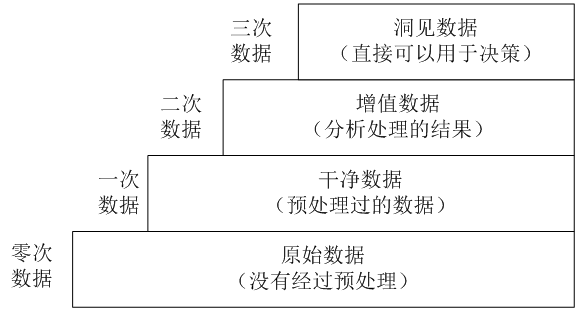 三次
数据
洞见数据
（直接可以用于决策）
二次
数据
增值数据
（分析处理的结果）
一次
数据
干净数据
（预处理过的数据）
零次
数据
原始数据
（没有经过预处理）